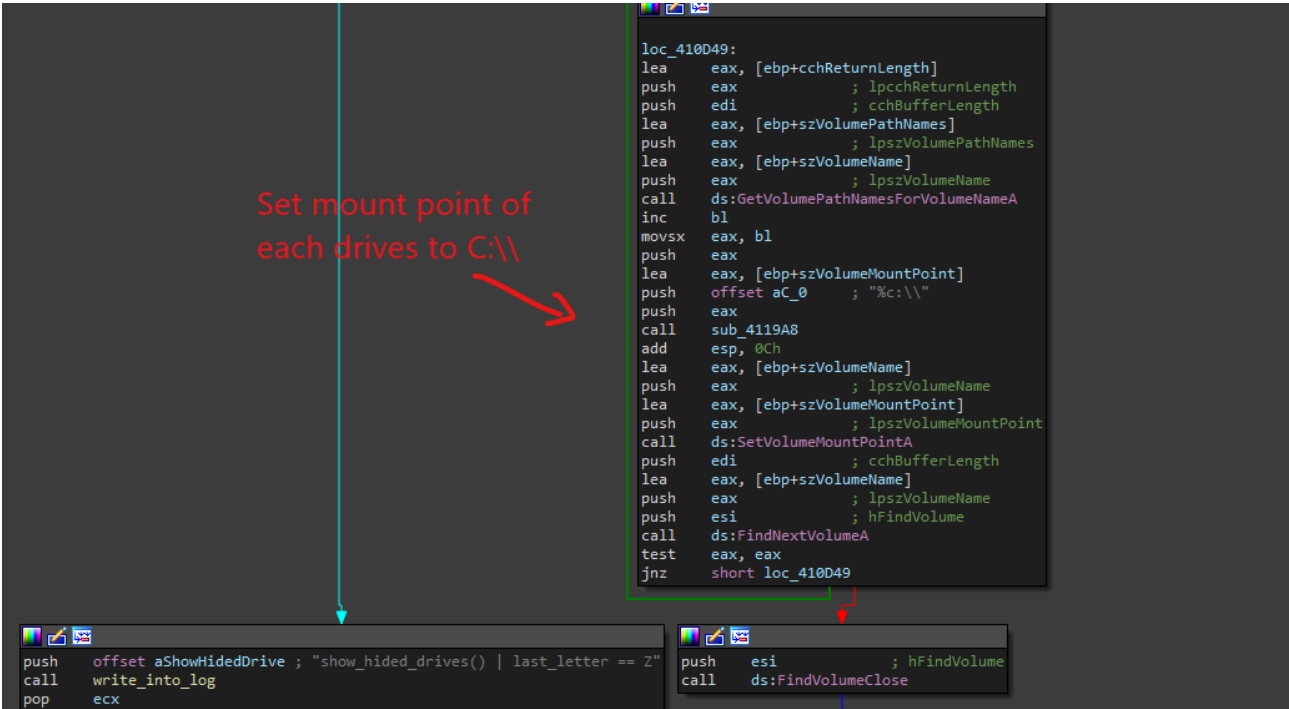 loc_410D49:
lea eax, [ebp+cchReturnLength]
push eax ; lpcchReturnLength
push edi ; cchBufferLength
lea eax, [ebp+szVolumePathNames]
push eax ; lpszVolumePathNames
lea eax, [ebp+szVolumeName]
push eax ; lpszVolumeName
call ds:GetVolumePathNamesForVolumeNameA
inc bl
movsx eax, bl
push eax
lea eax, [ebp+szVolumeMountPoint]
push offset aC_0 ; "%c:\\"
push eax
call sub_4119A8
add esp, 0Ch
lea eax, [ebp+szVolumeName]
push eax ; lpszVolumeName
lea eax, [ebp+szVolumeMountPoint]
push eax ; lpszVolumeMountPoint
call ds:SetVolumeMountPointA
push edi ; cchBufferLength
lea eax, [ebp+szVolumeName]
push eax ; lpszVolumeName
push esi ; hFindVolume
call ds:FindNextVolumeA
test eax, eax
jnz short loc_410D49
Set mount point of
each drives to C:\\
push offset aShowHidedDrive ; "show_hided_drives() | last_letter == Z"
call write_into_log
pop ecx
push esi ; hFindVolume
call ds:FindVolumeClose